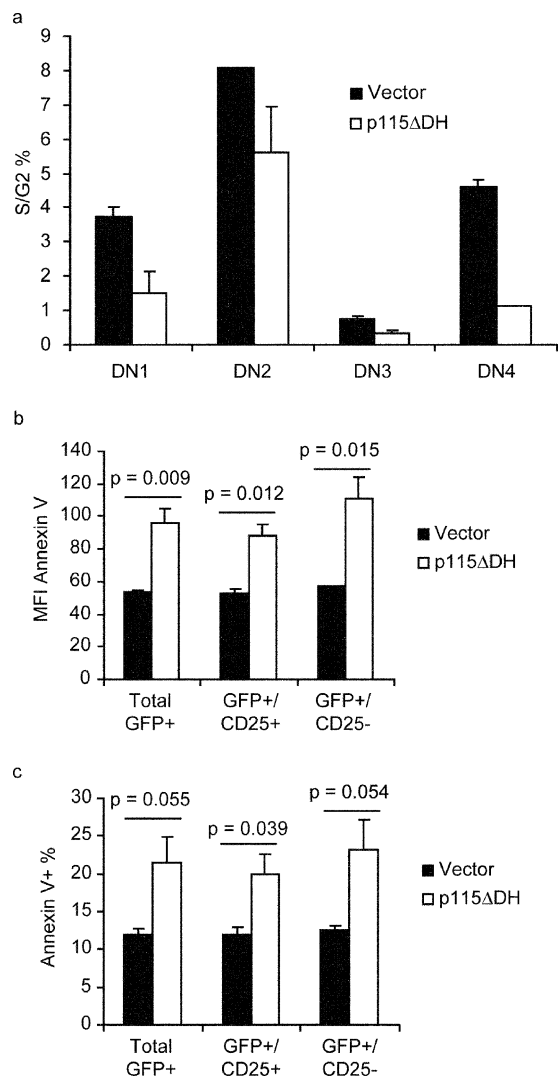 a
9
8
7
6
5
4
3
2
1
0
S/G2 %
Vector
p115ΔDH
DN1 DN2 DN3 DN4
b
140
120
100
80
60
40
20
0
MFI Annexin V
p = 0.009
p = 0.012
p = 0.015
Vector
p115ΔDH
Total GFP+/ GFP+/
GFP+ CD25+ CD25-
c
30
25
20
15
10
5
0
Annexin V+ %
p = 0.055
p = 0.039
p = 0.054
Vector
p115ΔDH
Total GFP+/ GFP+/
GFP+ CD25+ CD25-